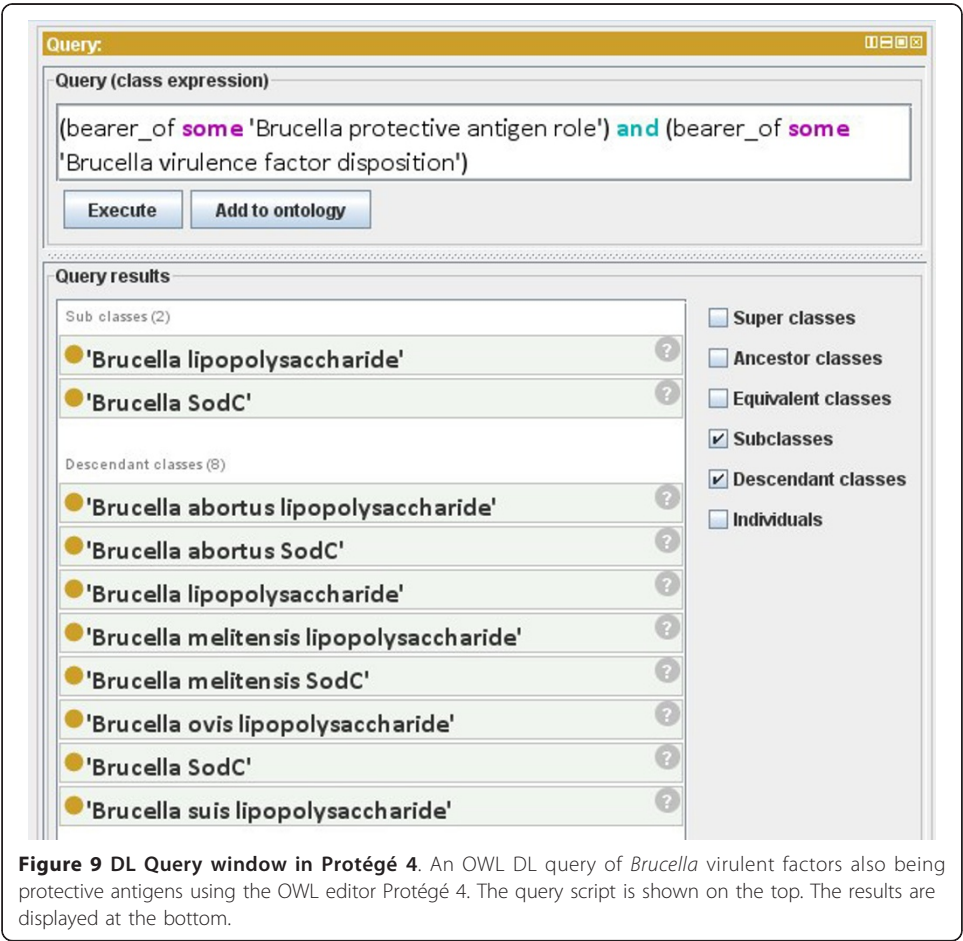 Query:
Query (class expression)
(bearer_of some 'Brucella protective antigen role') and (bearer_of some
'Brucella virulence factor disposition')
Execute
Add to ontology
Query results
Sub classes (2)
'Brucella lipopolysaccharide'
?
'Brucella SodC'
?
Descendant classes (8)
'Brucella abortus lipopolysaccharide'
?
'Brucella abortus SodC'
?
'Brucella lipopolysaccharide'
?
'Brucella melitensis lipopolysaccharide'
?
'Brucella melitensis SodC'
?
'Brucella ovis lipopolysaccharide'
?
'Brucella SodC'
?
'Brucella suis lipopolysaccharide'
?
Super classes
Ancestor classes
Equivalent classes
Subclasses
Descendant classes
Individuals
Figure 9 DL Query window in Protégé 4. An OWL DL query of Brucella virulent factors also being
protective antigens using the OWL editor Protégé 4. The query script is shown on the top. The results are
displayed at the bottom.